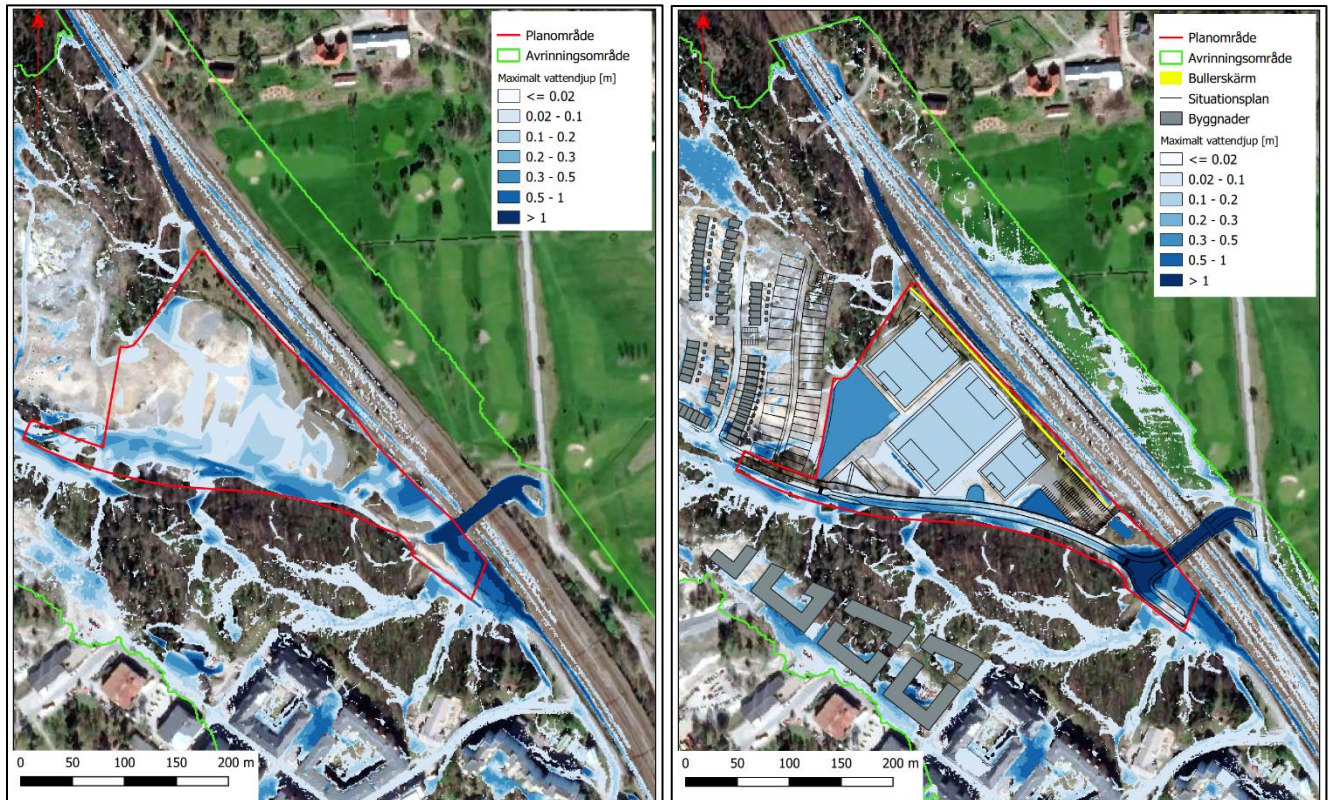 Planområde
Avrinningsområde
Maximalt vattendjup [m]
<= 0.02
0.02 - 0.1
0.1 - 0.2
0.2 - 0.3
0.3 - 0.5
0.5 - 1
> 1
0 50 100 150 200 m
Planområde
Avrinningsområde
Bullerskärm
Situationsplan
Byggnader
Maximalt vattendjup [m]
<= 0.02
0.02 - 0.1
0.1 - 0.2
0.2 - 0.3
0.3 - 0.5
0.5 - 1
> 1
0 50 100 150 200 m